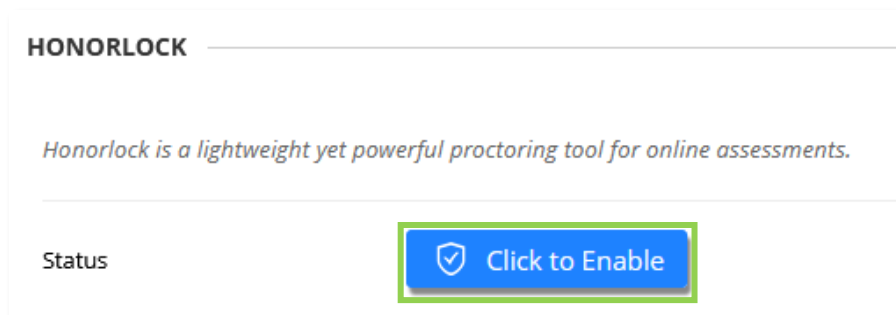 HONORLOCK
Honorlock is a lightweight yet powerful proctoring tool for online assessments.
Status
Click to Enable